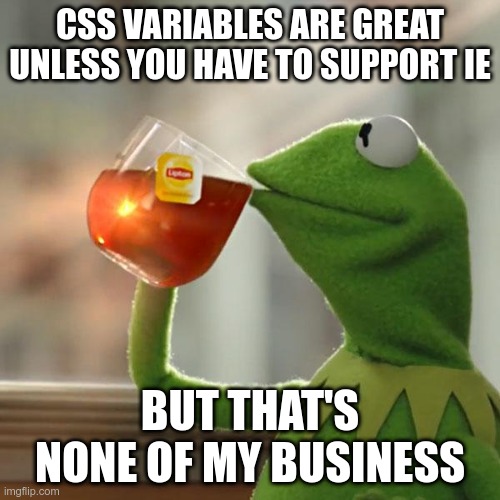 CSS VARIABLES ARE GREAT
UNLESS YOU HAVE TO SUPPORT IE
Lipton
BUT THAT'S
NONE OF MY BUSINESS
imgflip.com